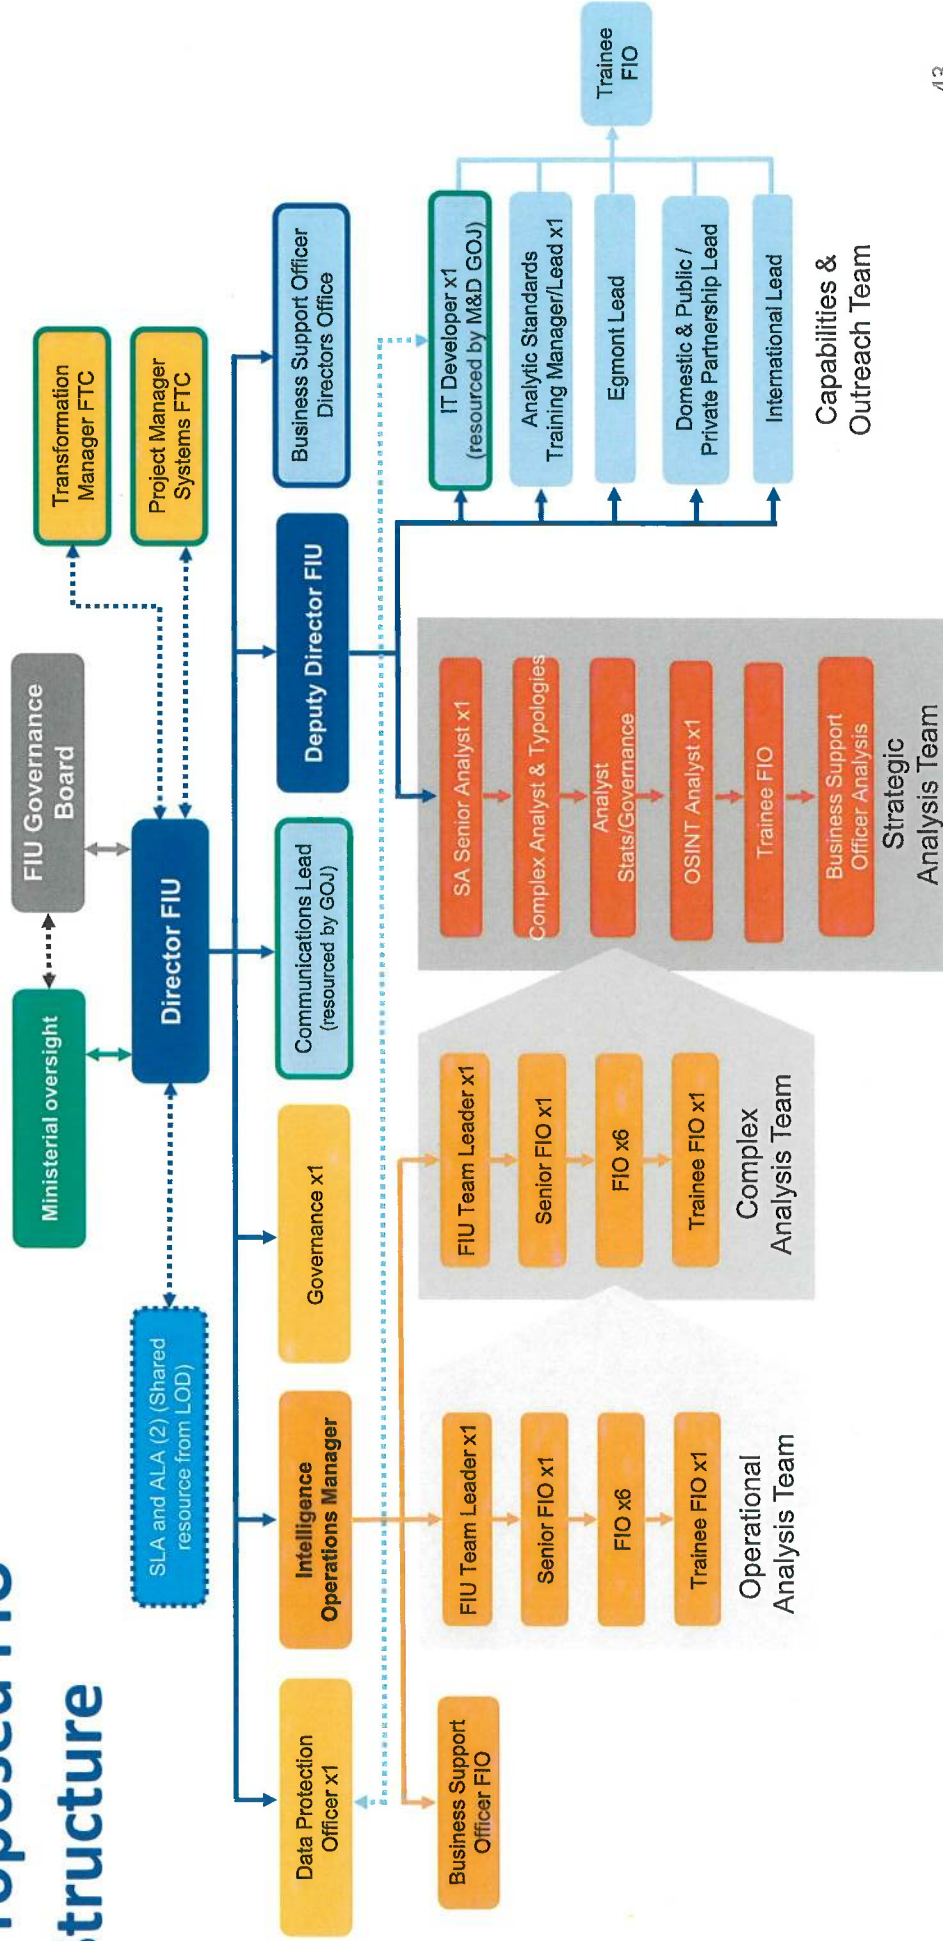 Structure
Ministerial oversight
FIU Governance
Board
Transformation
Manager FTC
Project Manager
Systems FTC
SLA and ALA (2) (Shared
resource from LOD)
Director FIU
Data Protection
Officer x1
Intelligence
Operations Manager
Governance x1
Communications Lead
(resourced by GOJ)
Deputy Director FIU
Business Support Officer
Directors Office
Business Support
Officer FIO
FIU Team Leader x1
Senior FIO x1
FIO x6
Trainee FIO x1
Operational
Analysis Team
FIU Team Leader x1
Senior FIO x1
FIO x6
Trainee FIO x1
Complex
Analysis Team
SA Senior Analyst x1
Complex Analyst & Typologies
Analyst
Stats/Governance
OSINT Analyst x1
Trainee FIO
Business Support
Officer Analysis
Strategic
Analysis Team
IT Developer x1
(resourced by M&D GOJ)
Analytic Standards
Training Manager/Lead x1
Egmont Lead
Domestic & Public /
Private Partnership Lead
International Lead
Capabilities &
Outreach Team
Trainee
FIO